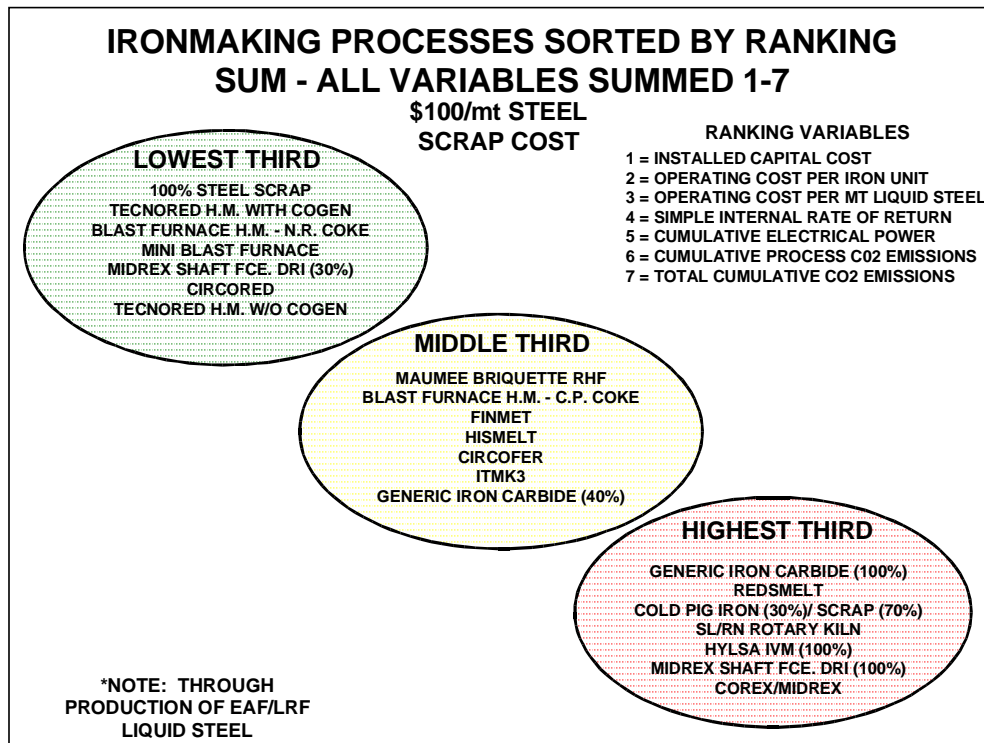 IRONMAKING PROCESSES SORTED BY RANKING
SUM - ALL VARIABLES SUMMED 1-7
$100/mt STEEL
SCRAP COST
RANKING VARIABLES
1 = INSTALLED CAPITAL COST
2 = OPERATING COST PER IRON UNIT
3 = OPERATING COST PER MT LIQUID STEEL
4 = SIMPLE INTERNAL RATE OF RETURN
5 = CUMULATIVE ELECTRICAL POWER
6 = CUMULATIVE PROCESS C02 EMISSIONS
7 = TOTAL CUMULATIVE CO2 EMISSIONS
LOWEST THIRD
100% STEEL SCRAP
TECNORED H.M. WITH COGEN
BLAST FURNACE H.M. - N.R. COKE
MINI BLAST FURNACE
MIDREX SHAFT FCE. DRI (30%)
CIRCORED
TECNORED H.M. W/O COGEN
MIDDLE THIRD
MAUMEE BRIQUETTE RHF
BLAST FURNACE H.M. - C.P. COKE
FINMET
HISMELT
CIRCOFER
ITMK3
GENERIC IRON CARBIDE (40%)
HIGHEST THIRD
GENERIC IRON CARBIDE (100%)
REDSMELT
COLD PIG IRON (30%)/ SCRAP (70%)
SL/RN ROTARY KILN
HYLSA IVM (100%)
MIDREX SHAFT FCE. DRI (100%)
COREX/MIDREX
*NOTE: THROUGH
PRODUCTION OF EAF/LRF
LIQUID STEEL